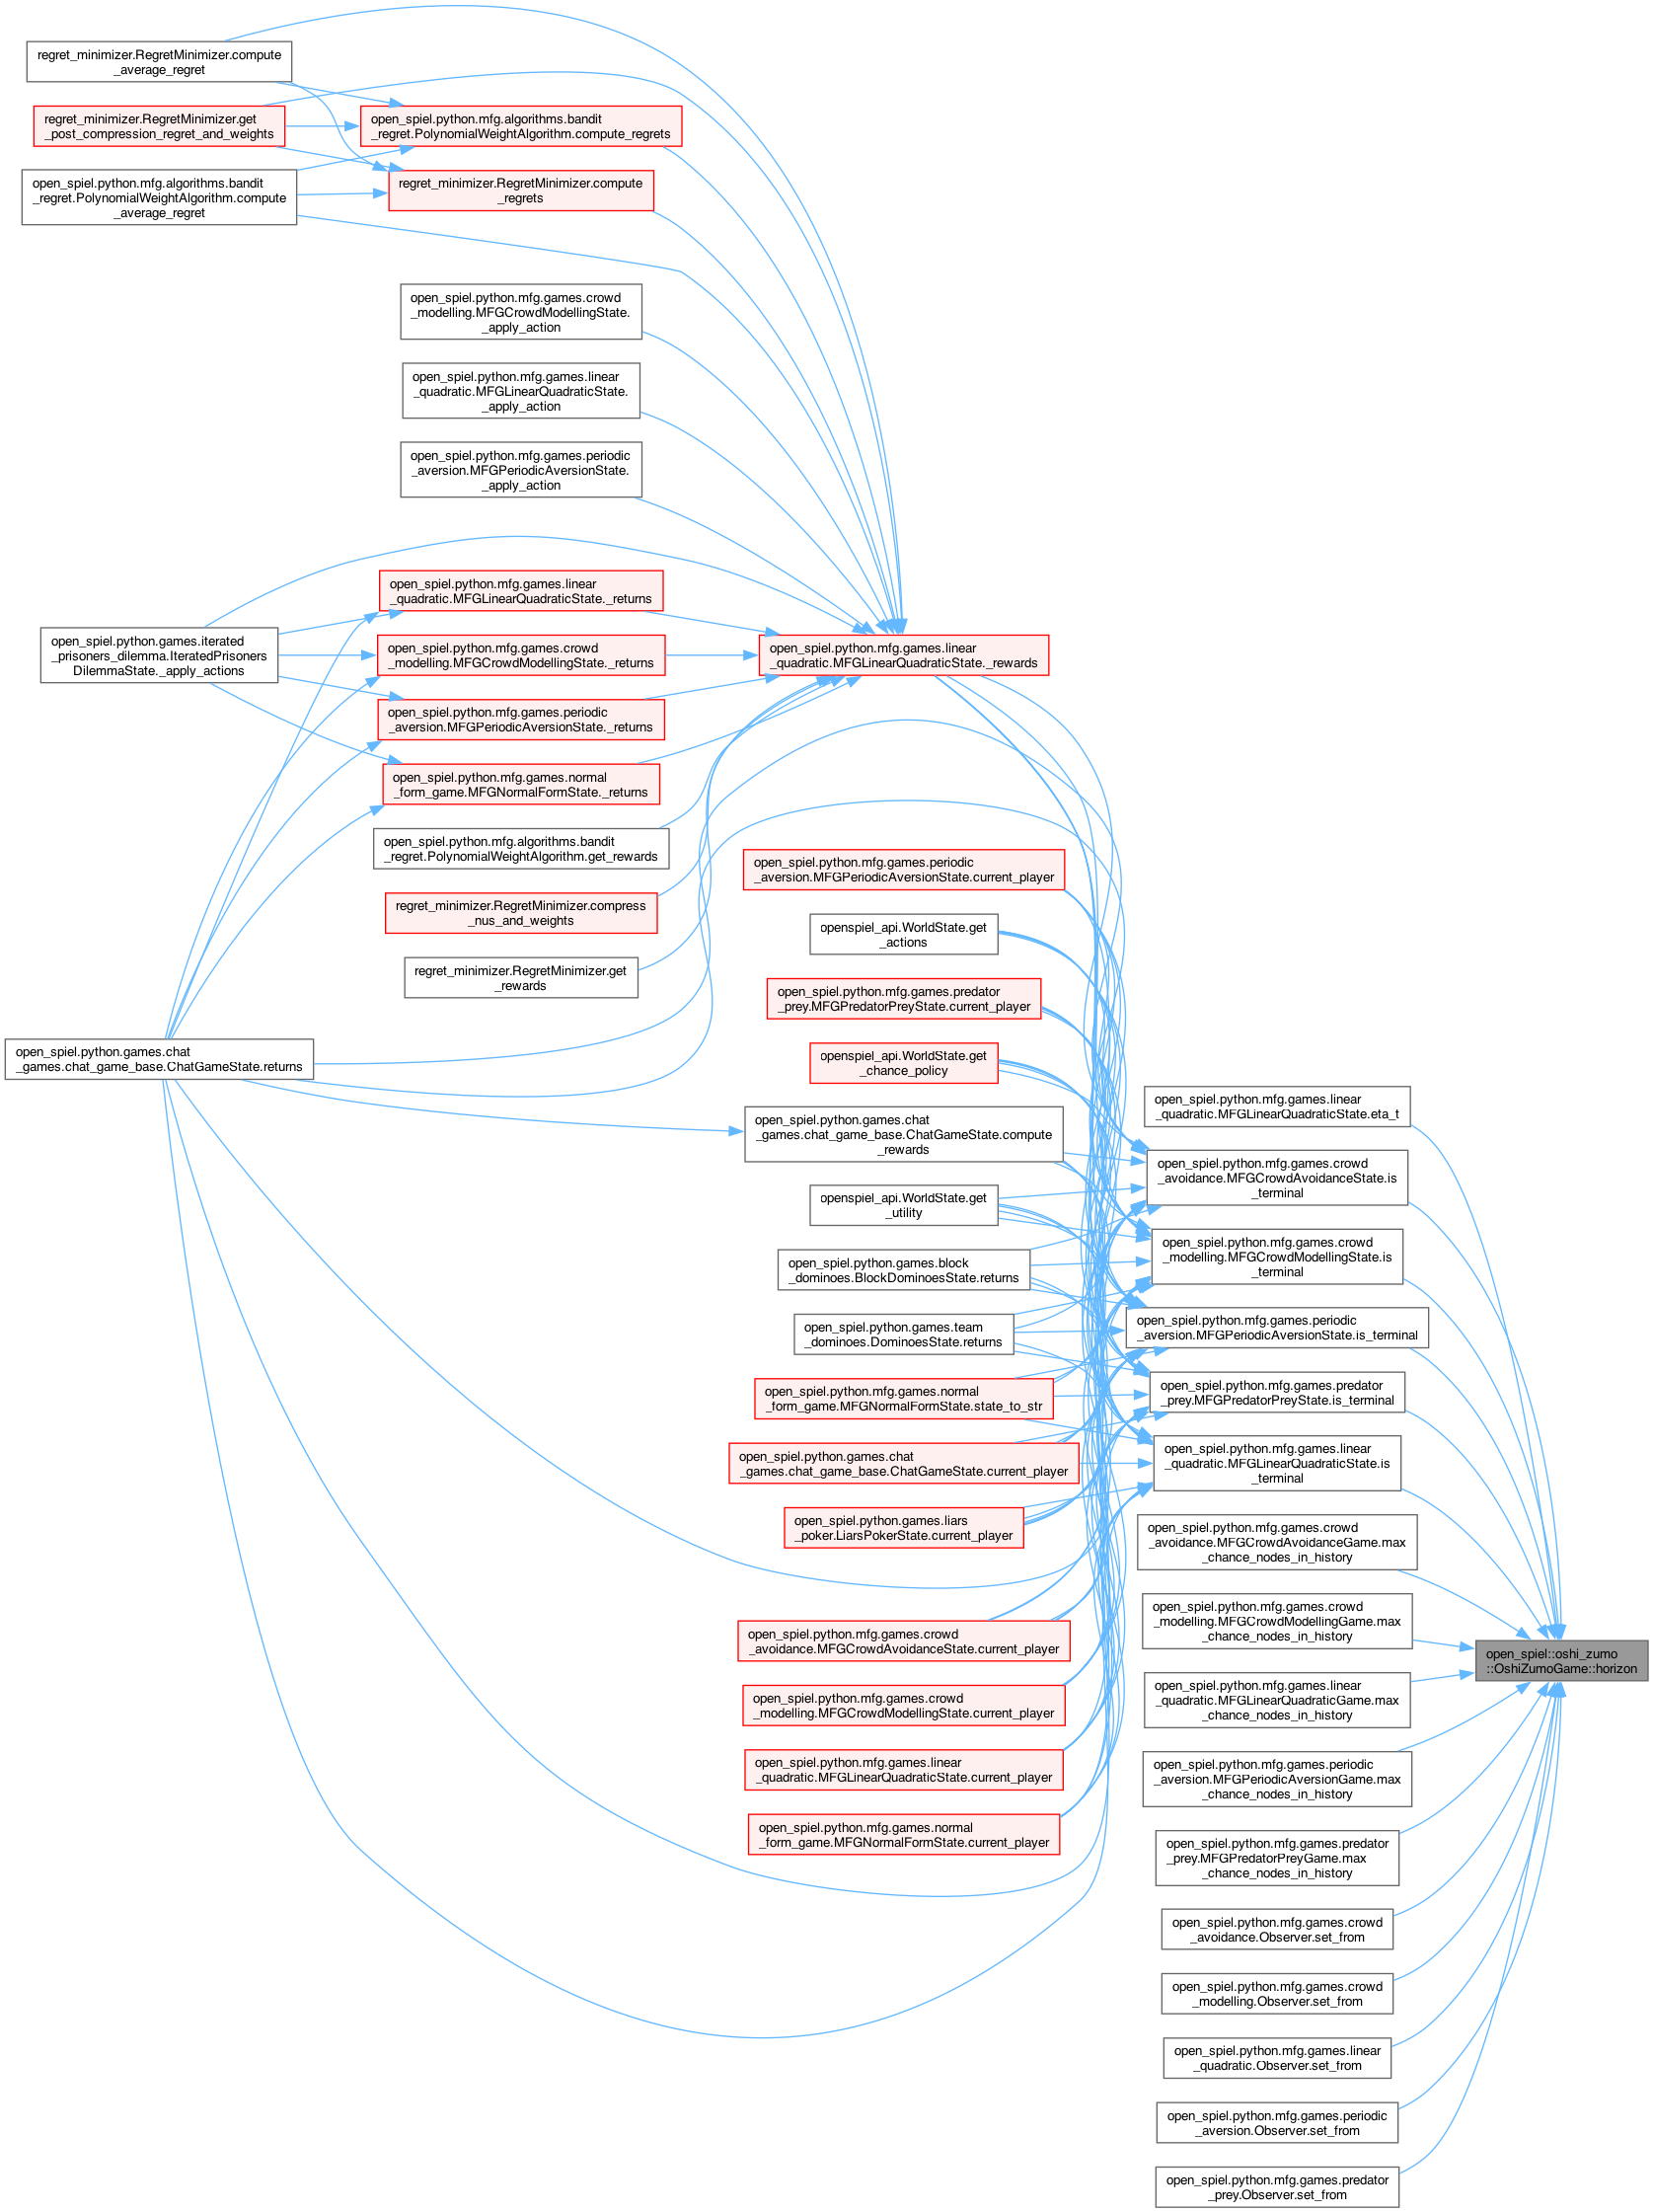 regret_minimizer.RegretMinimizer.compute
_average_regret
regret_minimizer.RegretMinimizer.get
_post_compression_regret_and_weights
open_spiel.python.mfg.algorithms.bandit
_regret.PolynomialWeightAlgorithm.compute_regrets
open_spiel.python.mfg.algorithms.bandit
_regret.PolynomialWeightAlgorithm.compute
_average_regret
regret_minimizer.RegretMinimizer.compute
_regrets
open_spiel.python.mfg.games.crowd
_modelling.MFGCrowdModellingState.
_apply_action
open_spiel.python.mfg.games.linear
_quadratic.MFGLinearQuadraticState.
_apply_action
open_spiel.python.mfg.games.periodic
_aversion.MFGPeriodicAversionState.
_apply_action
open_spiel.python.mfg.games.linear
_quadratic.MFGLinearQuadraticState._returns
open_spiel.python.games.iterated
_prisoners_dilemma.IteratedPrisoners
DilemmaState._apply_actions
open_spiel.python.mfg.games.crowd
_modelling.MFGCrowdModellingState._returns
open_spiel.python.mfg.games.linear
_quadratic.MFGLinearQuadraticState._rewards
open_spiel.python.mfg.games.periodic
_aversion.MFGPeriodicAversionState._returns
open_spiel.python.mfg.games.normal
_form_game.MFGNormalFormState._returns
open_spiel.python.mfg.algorithms.bandit
_regret.PolynomialWeightAlgorithm.get_rewards
regret_minimizer.RegretMinimizer.compress
_nus_and_weights
regret_minimizer.RegretMinimizer.get
_rewards
open_spiel.python.games.chat
_games.chat_game_base.ChatGameState.returns
open_spiel.python.mfg.games.periodic
_aversion.MFGPeriodicAversionState.current_player
openspiel_api.WorldState.get
_actions
open_spiel.python.mfg.games.predator
_prey.MFGPredatorPreyState.current_player
openspiel_api.WorldState.get
_chance_policy
open_spiel.python.games.chat
_games.chat_game_base.ChatGameState.compute
_rewards
openspiel_api.WorldState.get
_utility
open_spiel.python.games.block
_dominoes.BlockDominoesState.returns
open_spiel.python.games.team
_dominoes.DominoesState.returns
open_spiel.python.mfg.games.normal
_form_game.MFGNormalFormState.state_to_str
open_spiel.python.games.chat
_games.chat_game_base.ChatGameState.current_player
open_spiel.python.games.liars
_poker.LiarsPokerState.current_player
open_spiel.python.mfg.games.crowd
_avoidance.MFGCrowdAvoidanceState.current_player
open_spiel.python.mfg.games.crowd
_modelling.MFGCrowdModellingState.current_player
open_spiel.python.mfg.games.linear
_quadratic.MFGLinearQuadraticState.current_player
open_spiel.python.mfg.games.normal
_form_game.MFGNormalFormState.current_player
open_spiel.python.mfg.games.linear
_quadratic.MFGLinearQuadraticState.eta_t
open_spiel.python.mfg.games.crowd
_avoidance.MFGCrowdAvoidanceState.is
_terminal
open_spiel.python.mfg.games.crowd
_modelling.MFGCrowdModellingState.is
_terminal
open_spiel.python.mfg.games.periodic
_aversion.MFGPeriodicAversionState.is_terminal
open_spiel.python.mfg.games.predator
_prey.MFGPredatorPreyState.is_terminal
open_spiel.python.mfg.games.linear
_quadratic.MFGLinearQuadraticState.is
_terminal
open_spiel.python.mfg.games.crowd
_avoidance.MFGCrowdAvoidanceGame.max
_chance_nodes_in_history
open_spiel.python.mfg.games.crowd
_modelling.MFGCrowdModellingGame.max
_chance_nodes_in_history
open_spiel::oshi_zumo
::OshiZumoGame::horizon
open_spiel.python.mfg.games.linear
_quadratic.MFGLinearQuadraticGame.max
_chance_nodes_in_history
open_spiel.python.mfg.games.periodic
_aversion.MFGPeriodicAversionGame.max
_chance_nodes_in_history
open_spiel.python.mfg.games.predator
_prey.MFGPredatorPreyGame.max
_chance_nodes_in_history
open_spiel.python.mfg.games.crowd
_avoidance.Observer.set_from
open_spiel.python.mfg.games.crowd
_modelling.Observer.set_from
open_spiel.python.mfg.games.linear
_quadratic.Observer.set_from
open_spiel.python.mfg.games.periodic
_aversion.Observer.set_from
open_spiel.python.mfg.games.predator
_prey.Observer.set_from